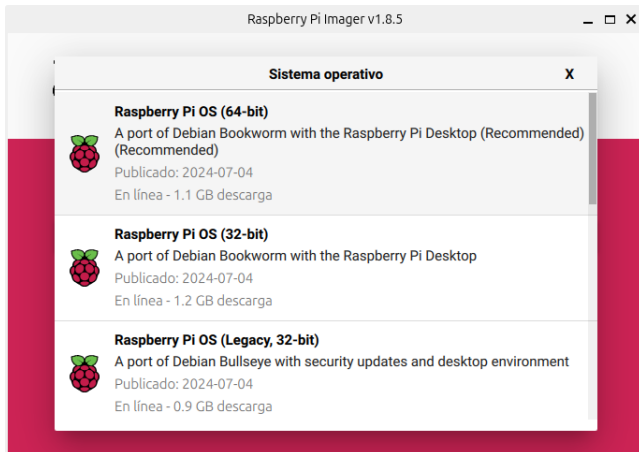 Raspberry Pi Imager v1.8.5
Sistema operativo
X
Raspberry Pi OS (64-bit)
A port of Debian Bookworm with the Raspberry Pi Desktop (Recommended)
(Recommended)
Publicado: 2024-07-04
En línea - 1.1 GB descarga
Raspberry Pi OS (32-bit)
A port of Debian Bookworm with the Raspberry Pi Desktop
Publicado: 2024-07-04
En línea - 1.2 GB descarga
Raspberry Pi OS (Legacy, 32-bit)
A port of Debian Bullseye with security updates and desktop environment
Publicado: 2024-07-04
En línea - 0.9 GB descarga